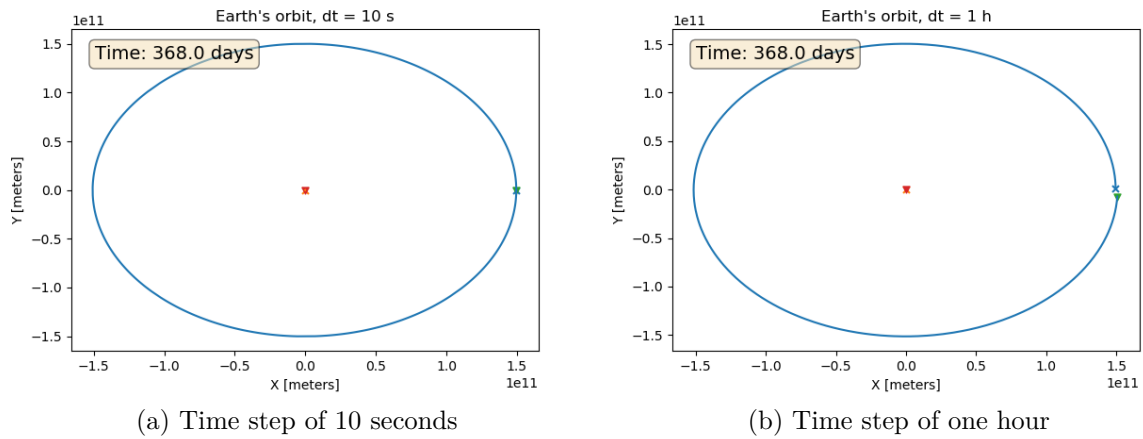 Earth's orbit, dt = 10 s
1e11
Time: 368.0 days
1.5
1.0
0.5
0.0
−0.5
−1.0
−1.5
Y [meters]
−1.5 −1.0 −0.5 0.0 0.5 1.0 1.5
1e11
X [meters]
(a) Time step of 10 seconds
Earth's orbit, dt = 1 h
1e11
Time: 368.0 days
1.5
1.0
0.5
0.0
−0.5
−1.0
−1.5
Y [meters]
−1.5 −1.0 −0.5 0.0 0.5 1.0 1.5
1e11
X [meters]
(b) Time step of one hour